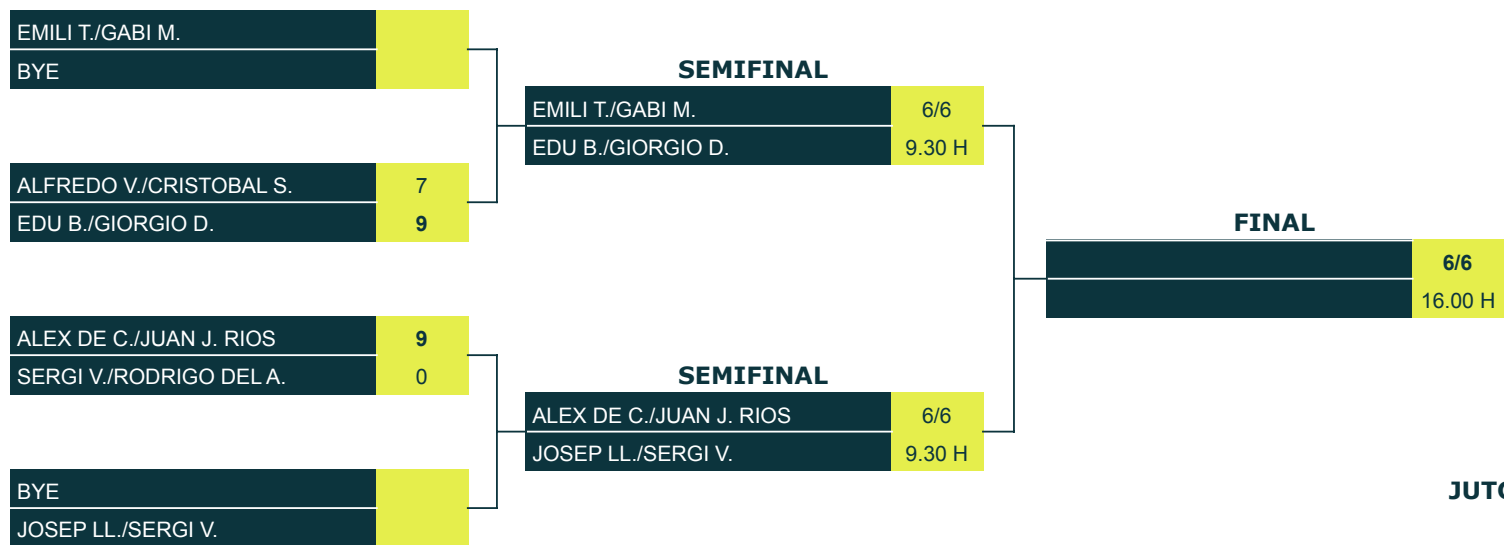 EMILI T./GABI M.
BYE
ALFREDO V./CRISTOBAL S. 7
EDU B./GIORGIO D. 9
ALEX DE C./JUAN J. RIOS 9
SERGI V./RODRIGO DEL A. 0
BYE
JOSEP LL./SERGI V.
SEMIFINAL
EMILI T./GABI M. 6/6
EDU B./GIORGIO D. 9.30 H
SEMIFINAL
ALEX DE C./JUAN J. RIOS 6/6
JOSEP LL./SERGI V. 9.30 H
FINAL
6/6
16.00 H